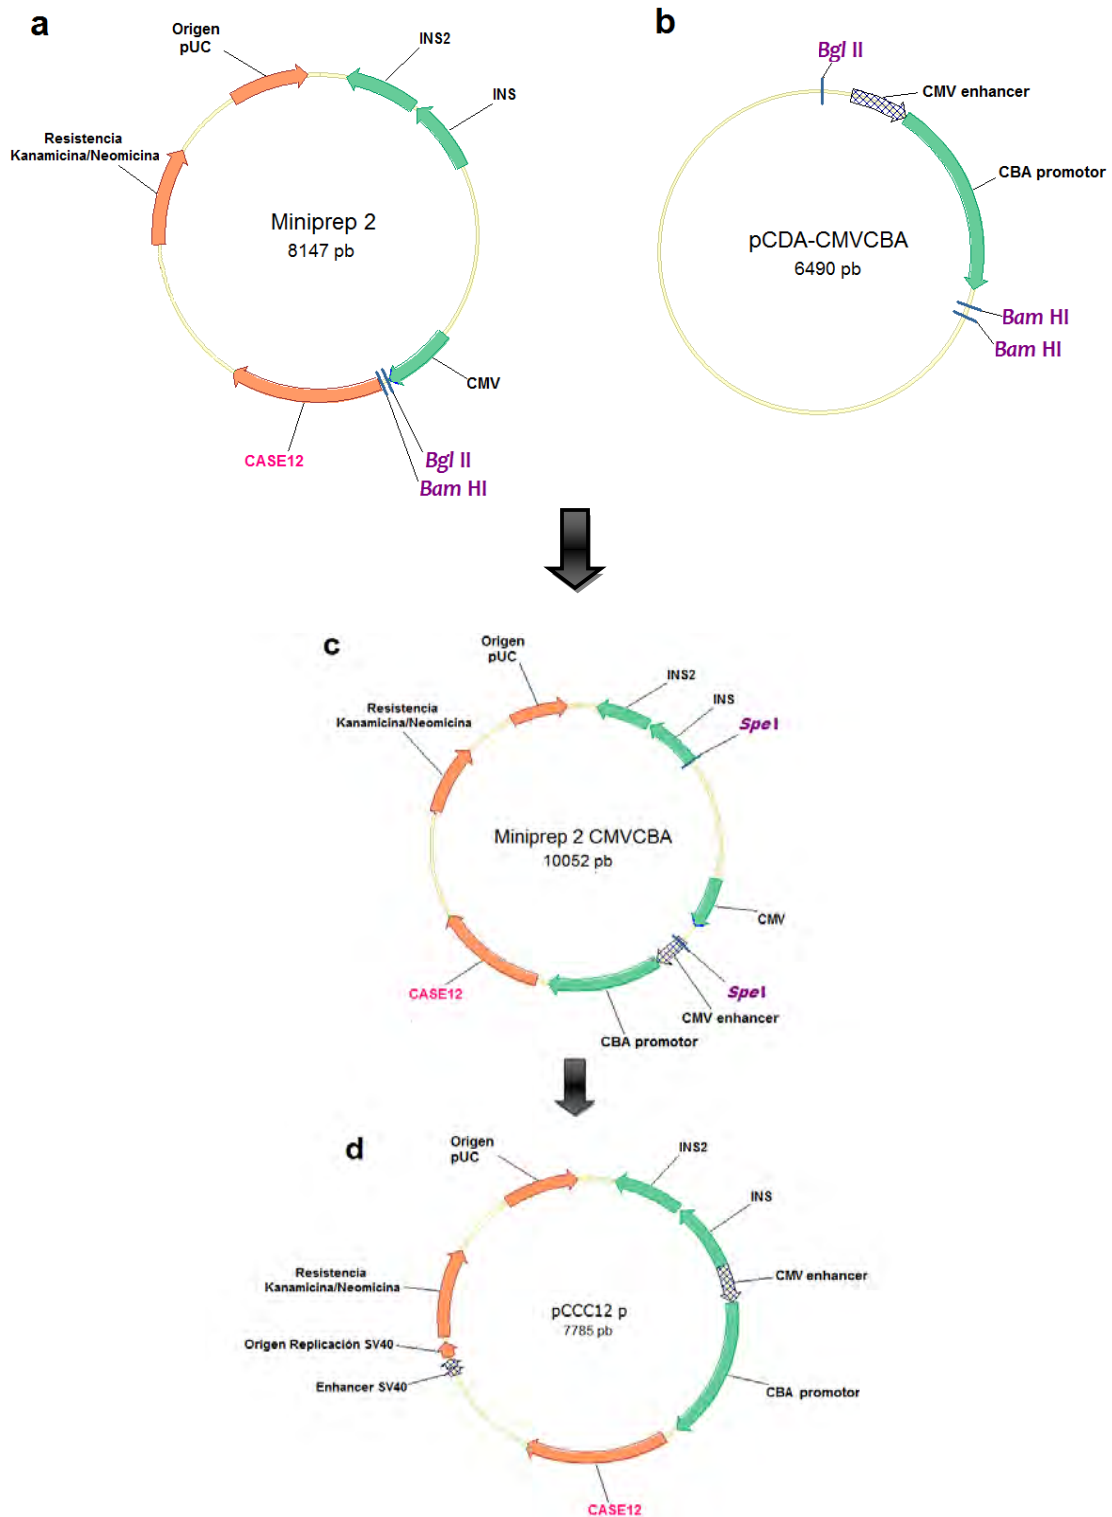 a
Origen
pUC
INS2
INS
Resistencia
Kanamicina/Neomicina
Miniprep 2
8147 pb
CMV
Bgl II
Bam HI
CASE12
b
Bgl II
CMV enhancer
CBA promotor
pCDA-CMVCBA
6490 pb
Bam HI
Bam HI
c
Origen
pUC
INS2
INS
SpeI
Resistencia
Kanamicina/Neomicina
Miniprep 2 CMVCBA
10052 pb
CMV
CASE12
SpeI
CMV enhancer
CBA promotor
d
Origen
pUC
INS2
INS
Resistencia
Kanamicina/Neomicina
CMV enhancer
pCCC12 p
7785 pb
Origen Replicación SV40
Enhancer SV40
CBA promotor
CASE12